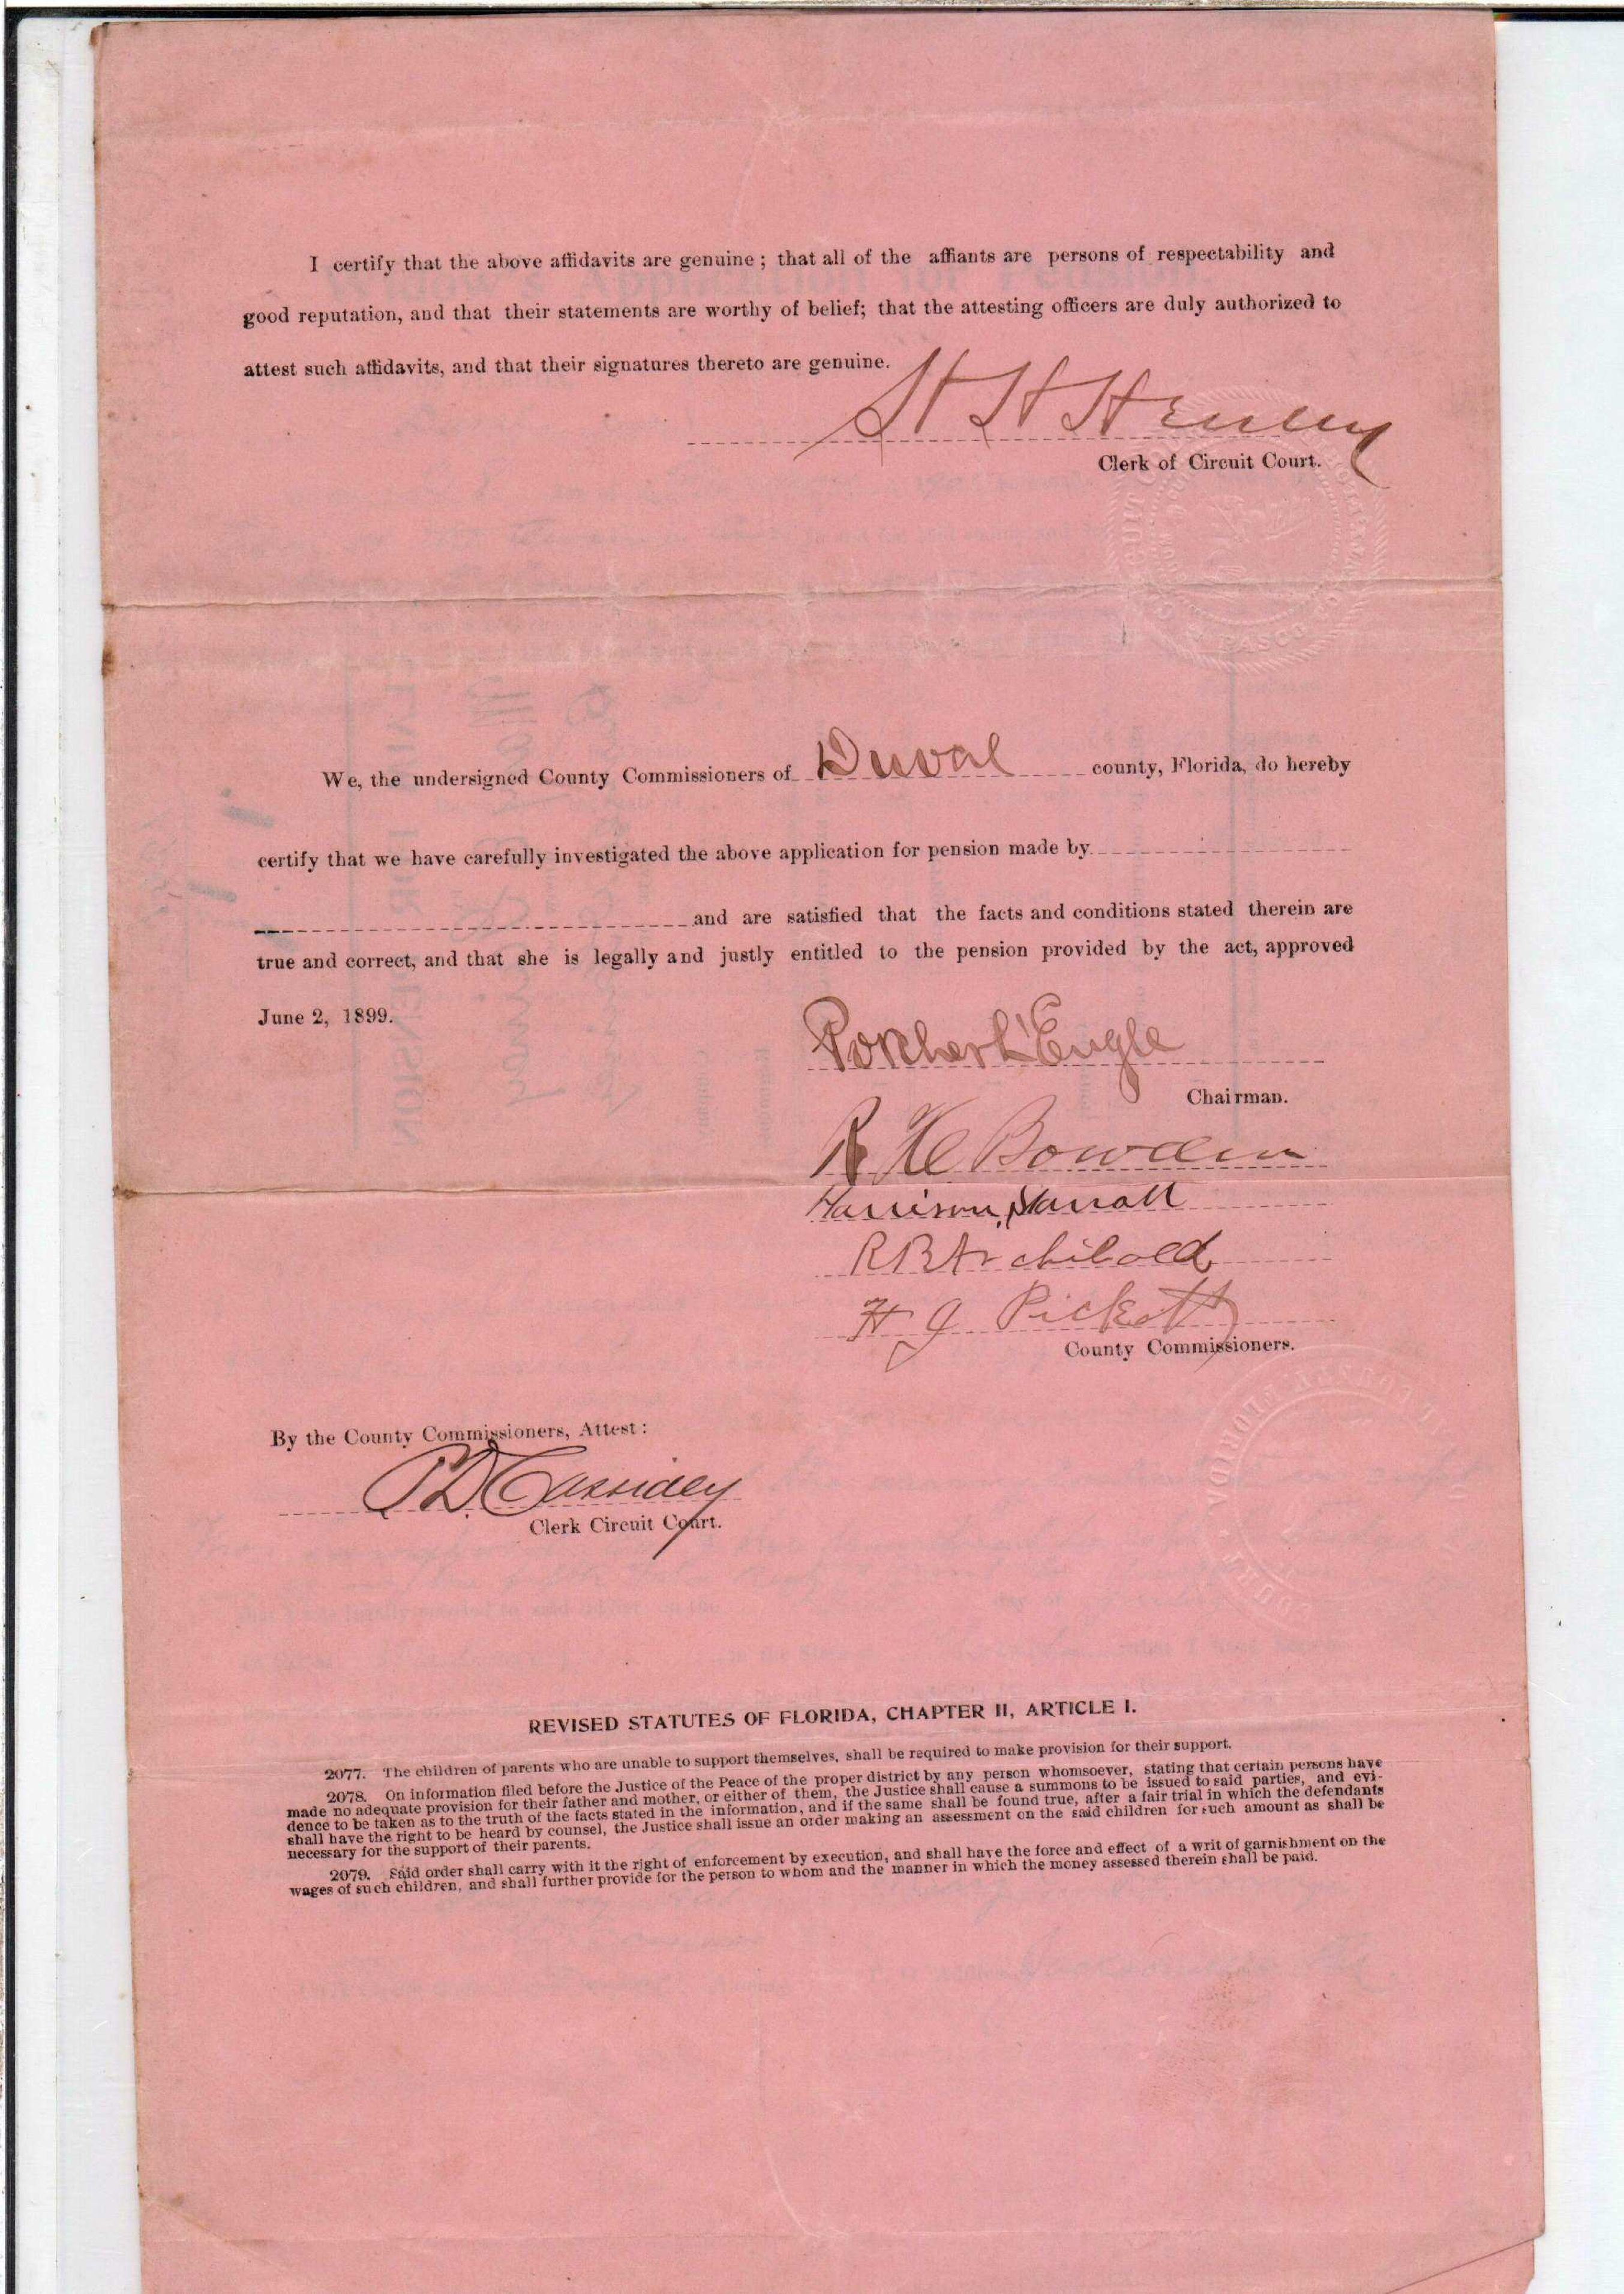 I certify that the above affidavits are genuine; that all of the affiants are persons of respectability and
good reputation, and that their statements are worthy of belief; that the attesting officers are duly authorized to
attest such affidavits, and that their signatures thereto are genuine.
H H Henley
Clerk of Circuit Court.
We, the undersigned County Commissioners of Duval county, Florida, do hereby
certify that we have carefully investigated the above application for pension made by
and are satisfied that the facts and conditions stated therein are
true and correct, and that she is legally and justly entitled to the pension provided by the act, approved
June 2, 1899.
Porcher L'Engle
Chairman.
Bowden
Harrison
R B Archibald
H J Pickett
County Commissioners.
By the County Commissioners, Attest:
P D Cassidey
Clerk Circuit Court.
REVISED STATUTES OF FLORIDA, CHAPTER II, ARTICLE I.
2077. The children of parents who are unable to support themselves, shall be required to make provision for their support.
2078. On information filed before the Justice of the Peace of the proper district by any person whomsoever, stating that certain persons have
made no adequate provision for their father and mother, or either of them, the Justice shall cause a summons to be issued to said parties, and evi-
dence to be taken as to the truth of the facts stated in the information, and if the same shall be found true, after a fair trial in which the defendants
shall have the right to be heard by counsel, the Justice shall issue an order making an assessment on the said children for such amount as shall be
necessary for the support of their parents.
2079. Said order shall carry with it the right of enforcement by execution, and shall have the force and effect of a writ of garnishment on the
wages of such children, and shall further provide for the person to whom and the manner in which the money assessed therein shall be paid.